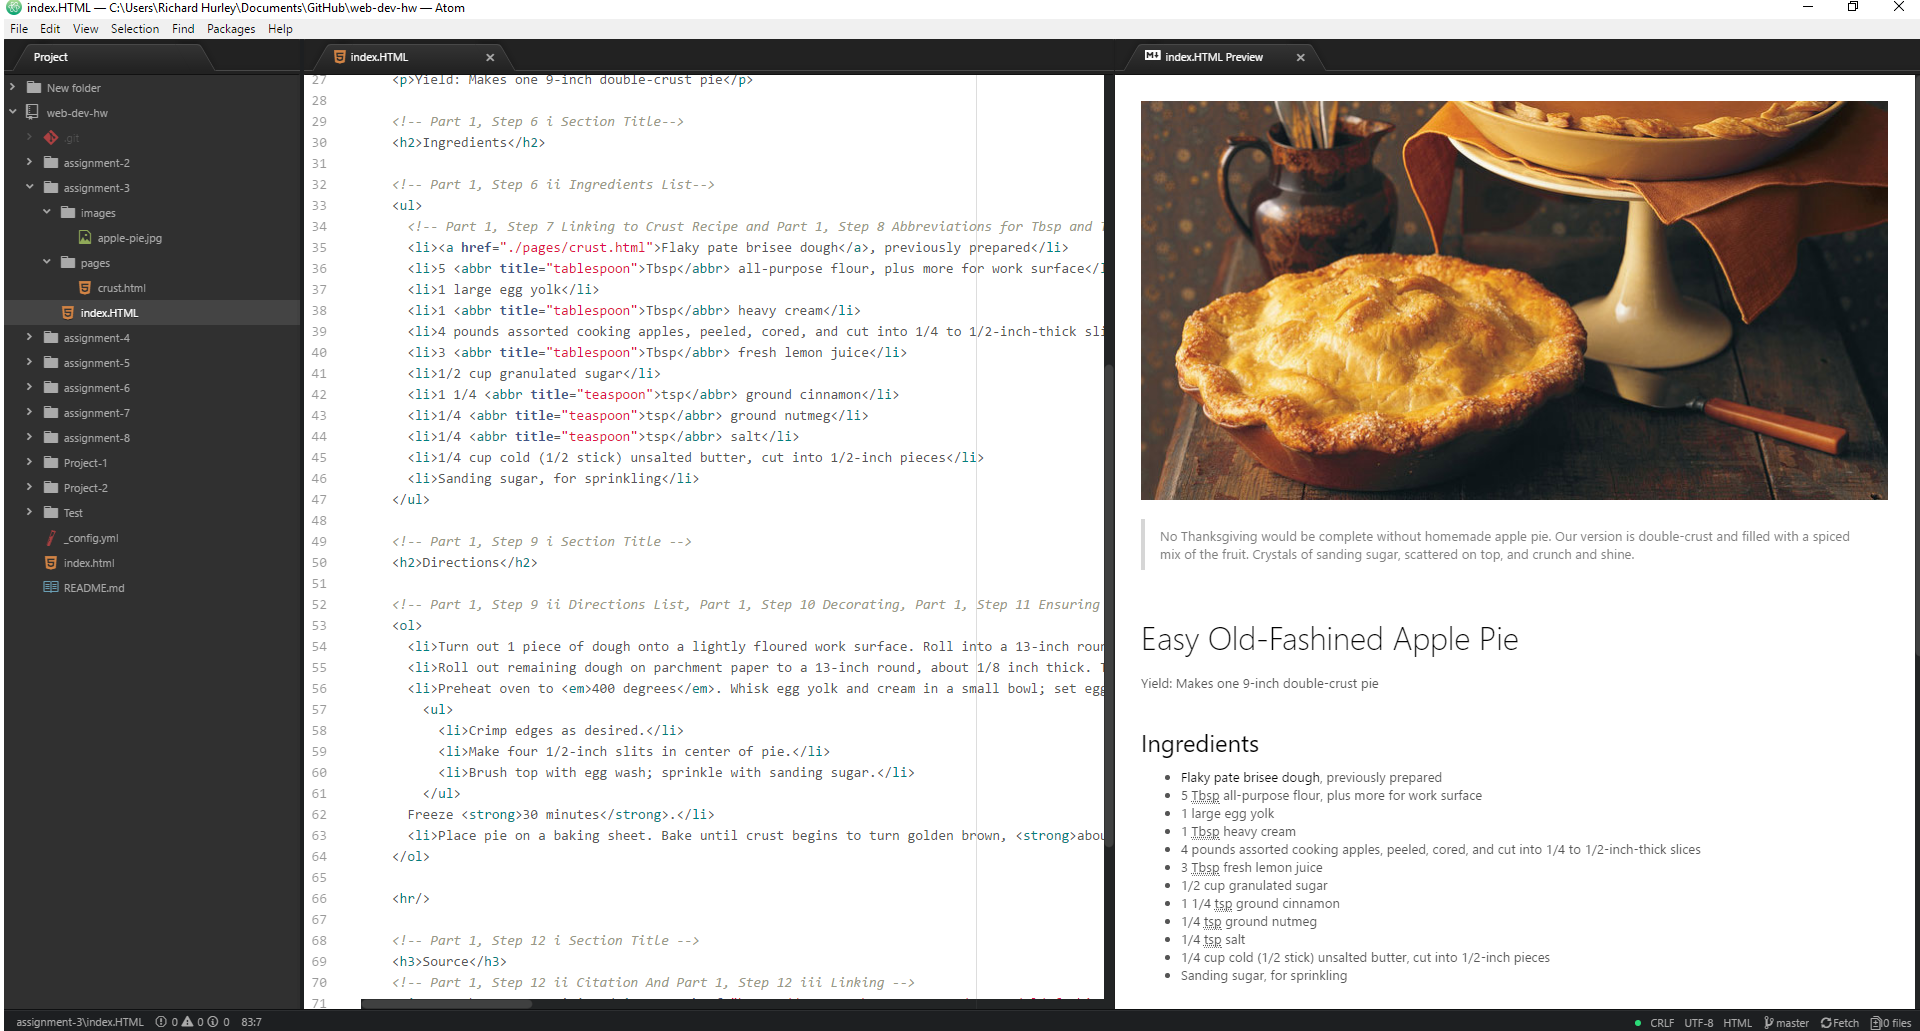 index.HTML — C:\Users\Richard Hurley\Documents\GitHub\web-dev-hw — Atom
File Edit View Selection Find Packages Help
Project
New folder
web-dev-hw
.git
assignment-2
assignment-3
images
apple-pie.jpg
pages
crust.html
index.HTML
assignment-4
assignment-5
assignment-6
assignment-7
assignment-8
Project-1
Project-2
Test
_config.yml
index.html
README.md
index.HTML
27 <p>Yield: Makes one 9-inch double-crust pie</p>
28
29 <!-- Part 1, Step 6 i Section Title-->
30 <h2>Ingredients</h2>
31
32 <!-- Part 1, Step 6 ii Ingredients List-->
33 <ul>
34 <!-- Part 1, Step 7 Linking to Crust Recipe and Part 1, Step 8 Abbreviations for Tbsp and
35 <li><a href="./pages/crust.html">Flaky pate brisee dough</a>, previously prepared</li>
36 <li>5 <abbr title="tablespoon">Tbsp</abbr> all-purpose flour, plus more for work surface</
37 <li>1 large egg yolk</li>
38 <li>1 <abbr title="tablespoon">Tbsp</abbr> heavy cream</li>
39 <li>4 pounds assorted cooking apples, peeled, cored, and cut into 1/4 to 1/2-inch-thick sli
40 <li>3 <abbr title="tablespoon">Tbsp</abbr> fresh lemon juice</li>
41 <li>1/2 cup granulated sugar</li>
42 <li>1 1/4 <abbr title="teaspoon">tsp</abbr> ground cinnamon</li>
43 <li>1/4 <abbr title="teaspoon">tsp</abbr> ground nutmeg</li>
44 <li>1/4 <abbr title="teaspoon">tsp</abbr> salt</li>
45 <li>1/4 cup cold (1/2 stick) unsalted butter, cut into 1/2-inch pieces</li>
46 <li>Sanding sugar, for sprinkling</li>
47 </ul>
48
49 <!-- Part 1, Step 9 i Section Title -->
50 <h2>Directions</h2>
51
52 <!-- Part 1, Step 9 ii Directions List, Part 1, Step 10 Decorating, Part 1, Step 11 Ensuring
53 <ol>
54 <li>Turn out 1 piece of dough onto a lightly floured work surface. Roll into a 13-inch roun
55 <li>Roll out remaining dough on parchment paper to a 13-inch round, about 1/8 inch thick.
56 <li>Preheat oven to <em>400 degrees</em>. Whisk egg yolk and cream in a small bowl; set egg
57 <ul>
58 <li>Crimp edges as desired.</li>
59 <li>Make four 1/2-inch slits in center of pie.</li>
60 <li>Brush top with egg wash; sprinkle with sanding sugar.</li>
61 </ul>
62 Freeze <strong>30 minutes</strong>.</li>
63 <li>Place pie on a baking sheet. Bake until crust begins to turn golden brown, <strong>abou
64 </ol>
65
66 <hr/>
67
68 <!-- Part 1, Step 12 i Section Title -->
69 <h3>Source</h3>
70 <!-- Part 1, Step 12 ii Citation And Part 1, Step 12 iii Linking -->
71
index.HTML Preview
No Thanksgiving would be complete without homemade apple pie. Our version is double-crust and filled with a spiced
mix of the fruit. Crystals of sanding sugar, scattered on top, and crunch and shine.
Easy Old-Fashined Apple Pie
Yield: Makes one 9-inch double-crust pie
Ingredients
Flaky pate brisee dough, previously prepared
5 Tbsp all-purpose flour, plus more for work surface
1 large egg yolk
1 Tbsp heavy cream
4 pounds assorted cooking apples, peeled, cored, and cut into 1/4 to 1/2-inch-thick slices
3 Tbsp fresh lemon juice
1/2 cup granulated sugar
1 1/4 tsp ground cinnamon
1/4 tsp ground nutmeg
1/4 tsp salt
1/4 cup cold (1/2 stick) unsalted butter, cut into 1/2-inch pieces
Sanding sugar, for sprinkling
assignment-3\index.HTML 0 0 0 83:7
CRLF UTF-8 HTML master Fetch 0 files